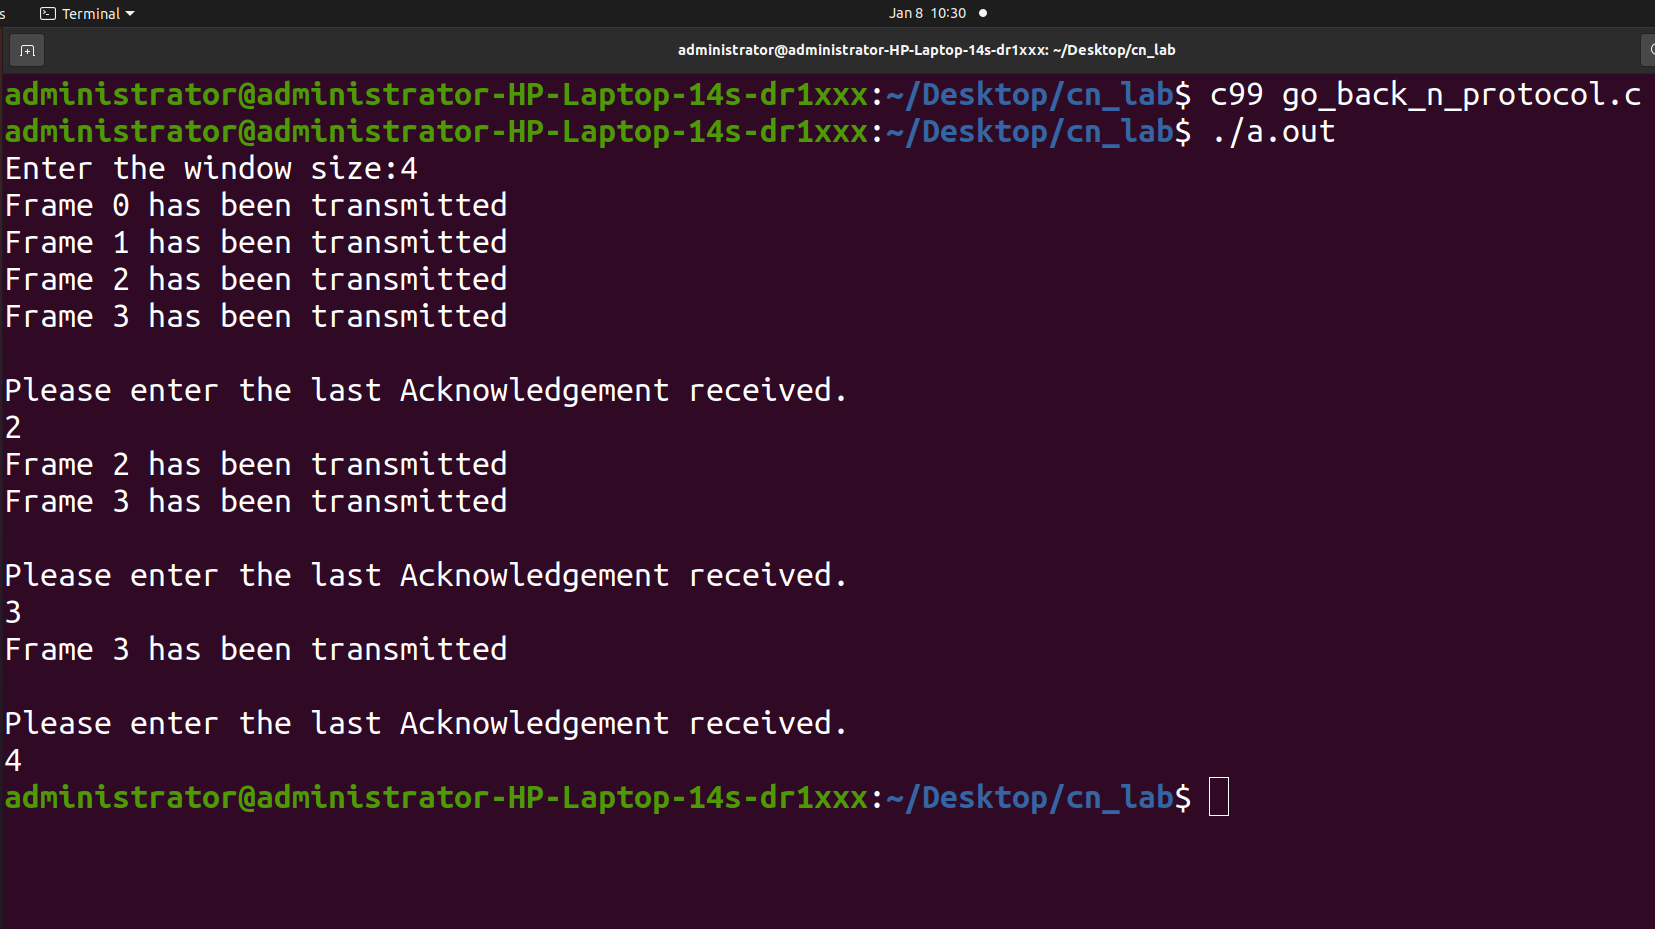 s Terminal Jan 8 10:30
administrator@administrator-HP-Laptop-14s-dr1xxx: ~/Desktop/cn_lab
administrator@administrator-HP-Laptop-14s-dr1xxx:~/Desktop/cn_lab$ c99 go_back_n_protocol.c
administrator@administrator-HP-Laptop-14s-dr1xxx:~/Desktop/cn_lab$ ./a.out
Enter the window size:4
Frame 0 has been transmitted
Frame 1 has been transmitted
Frame 2 has been transmitted
Frame 3 has been transmitted
Please enter the last Acknowledgement received.
2
Frame 2 has been transmitted
Frame 3 has been transmitted
Please enter the last Acknowledgement received.
3
Frame 3 has been transmitted
Please enter the last Acknowledgement received.
4
administrator@administrator-HP-Laptop-14s-dr1xxx:~/Desktop/cn_lab$